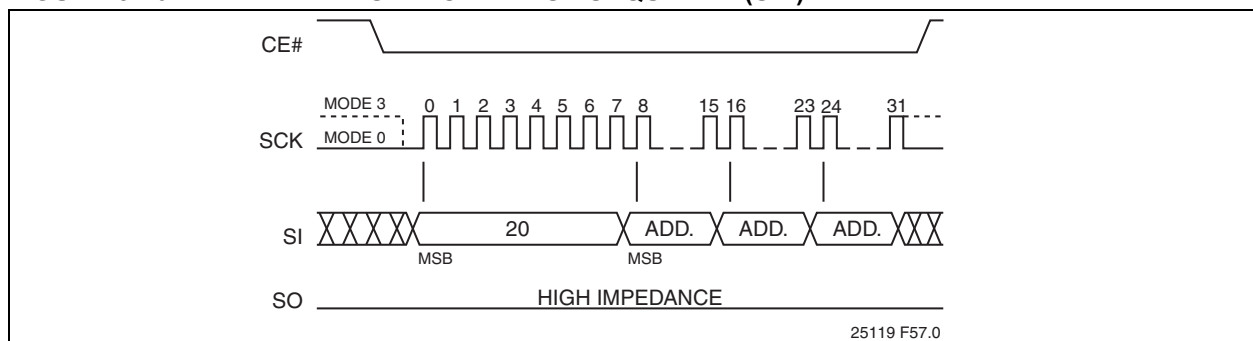 CE#
MODE 3 0 1 2 3 4 5 6 7 8 15 16 23 24 31
SCK MODE 0
SI 20 ADD. ADD. ADD.
MSB MSB
SO HIGH IMPEDANCE
25119 F57.0